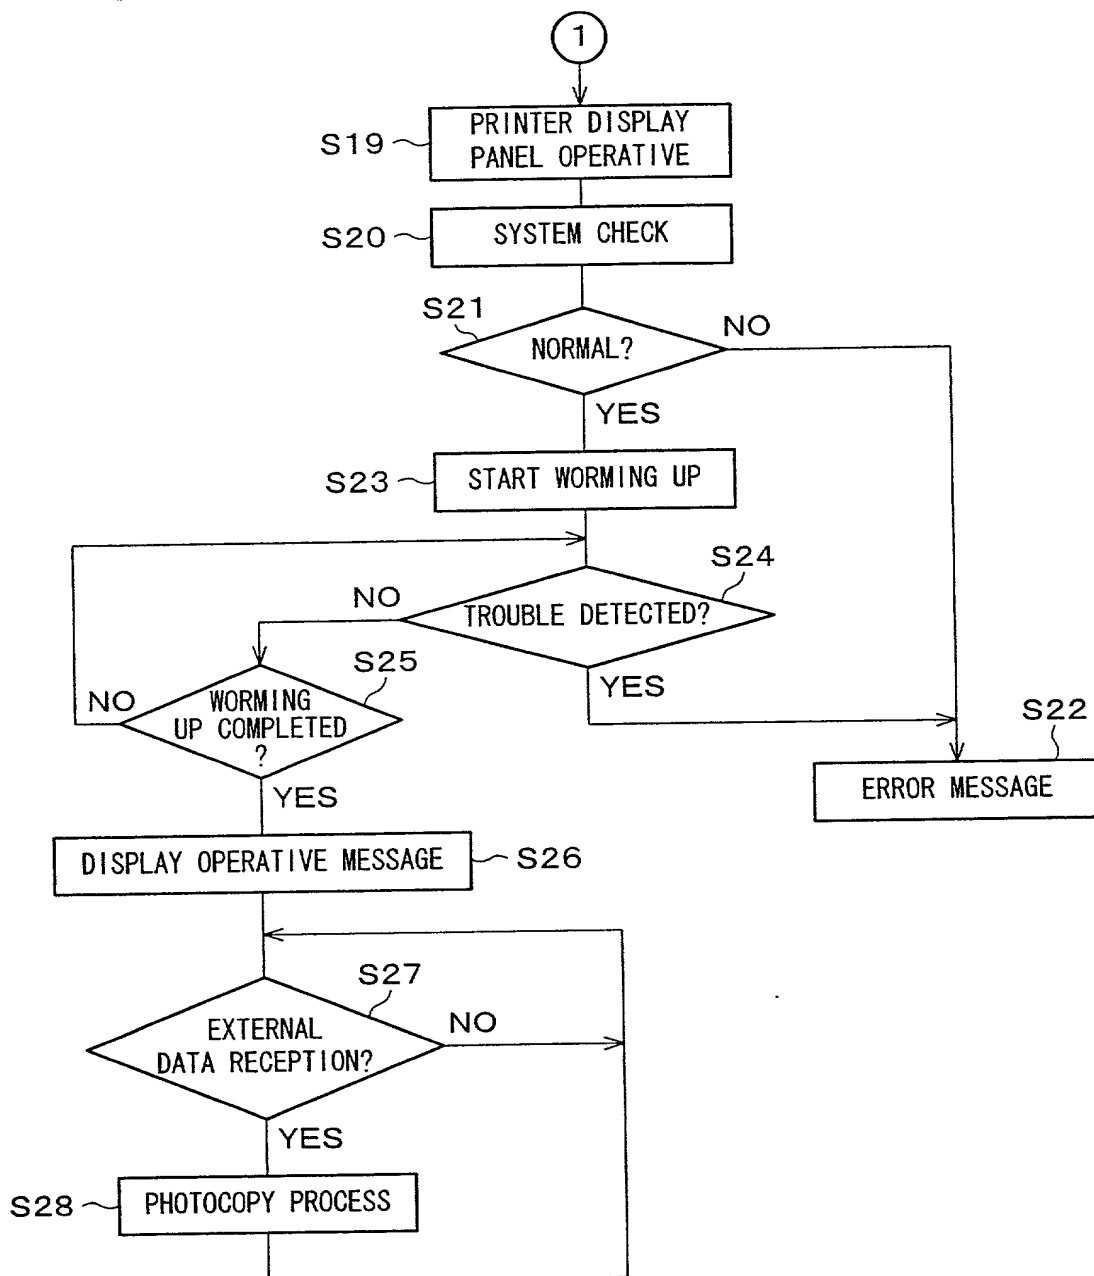 1
S19
PRINTER DISPLAY
PANEL OPERATIVE
S20
SYSTEM CHECK
S21
NORMAL?
NO
YES
S23
START WORMING UP
S24
TROUBLE DETECTED?
NO
YES
S25
WORMING
UP COMPLETED
?
NO
YES
S22
ERROR MESSAGE
DISPLAY OPERATIVE MESSAGE
S26
S27
EXTERNAL
DATA RECEPTION?
NO
YES
S28
PHOTOCOPY PROCESS